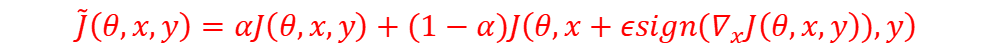 J̃(θ, x, y) = αJ(θ, x, y) + (1 − α)J(θ, x + ϵsign(∇ₓJ(θ, x, y)), y)